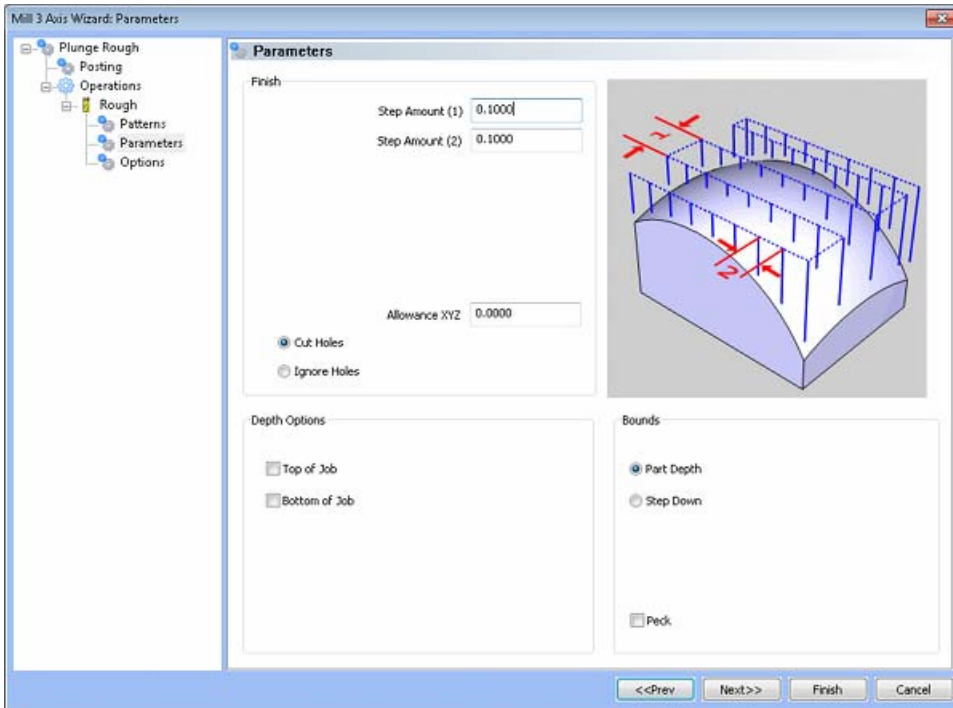 Mill 3 Axis Wizard: Parameters
Plunge Rough
Posting
Operations
Rough
Patterns
Parameters
Options
Parameters
Finish
Step Amount (1) 0.1000
Step Amount (2) 0.1000
Allowance XYZ 0.0000
Cut Holes
Ignore Holes
1
2
Depth Options
Top of Job
Bottom of Job
Bounds
Part Depth
Step Down
Peck
<<Prev Next>> Finish Cancel